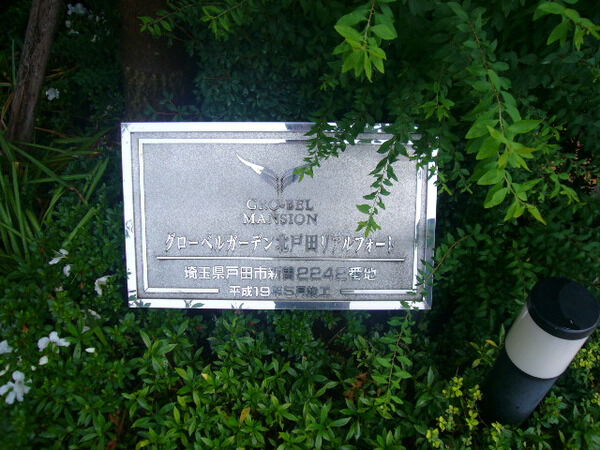 GRO-BEL
MANSION
グローベルガーデン北戸田リアルフォート
埼玉県戸田市新曽2242番地
平成19年5月竣工